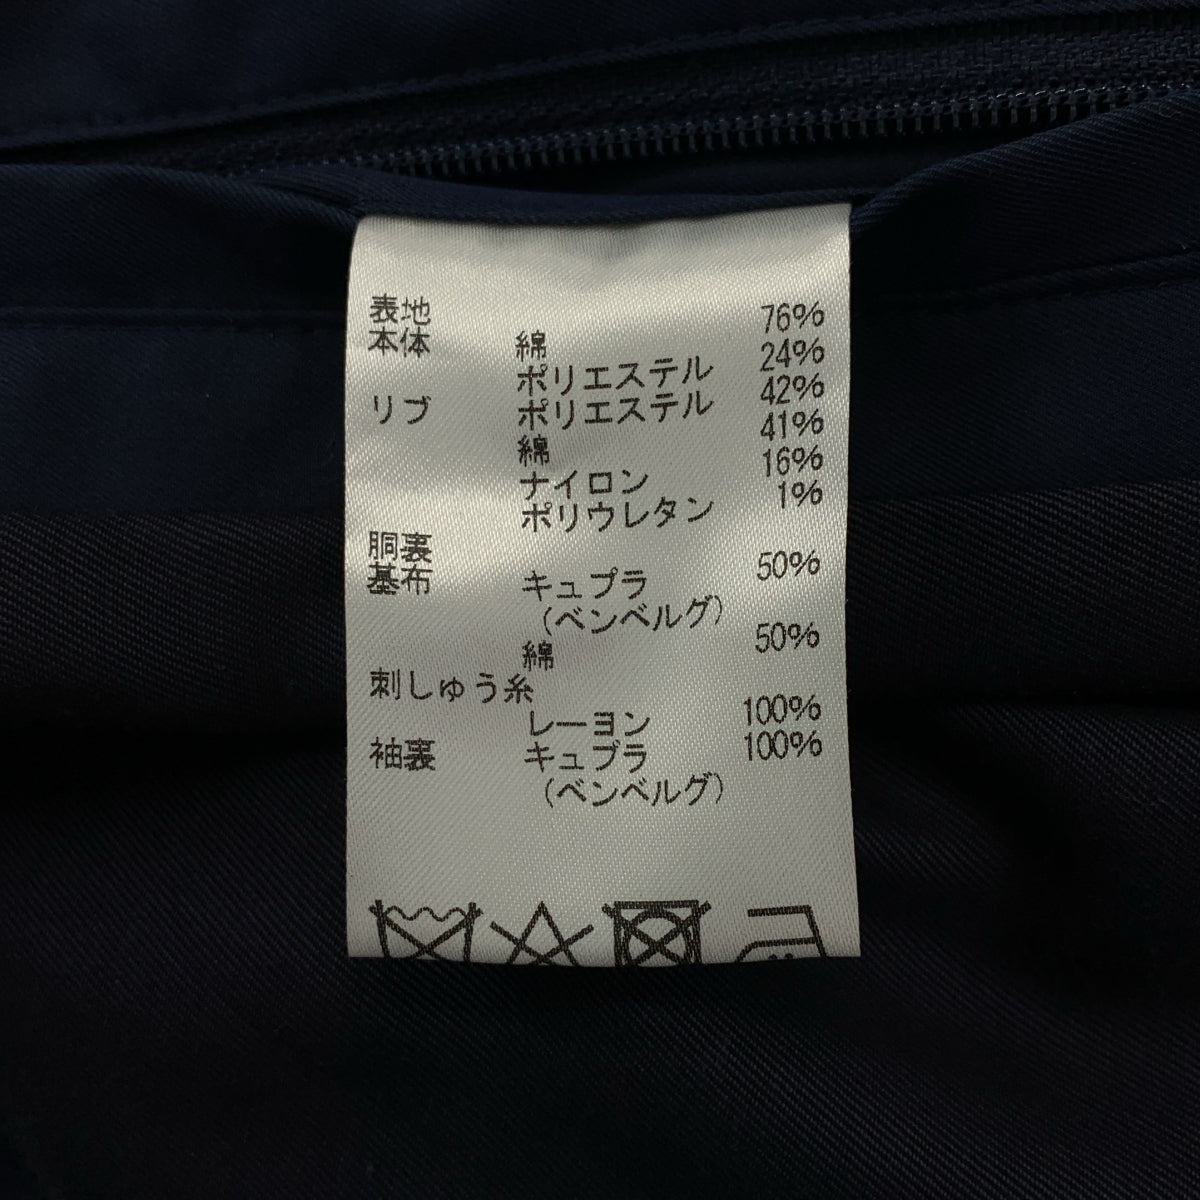 表地
本体 綿 76%
ポリエステル 24%
リブ ポリエステル 42%
綿 41%
ナイロン 16%
ポリウレタン 1%
胴裏
基布 キュプラ 50%
(ベンベルグ)
綿 50%
刺しゅう糸
レーヨン 100%
袖裏 キュプラ 100%
(ベンベルグ)